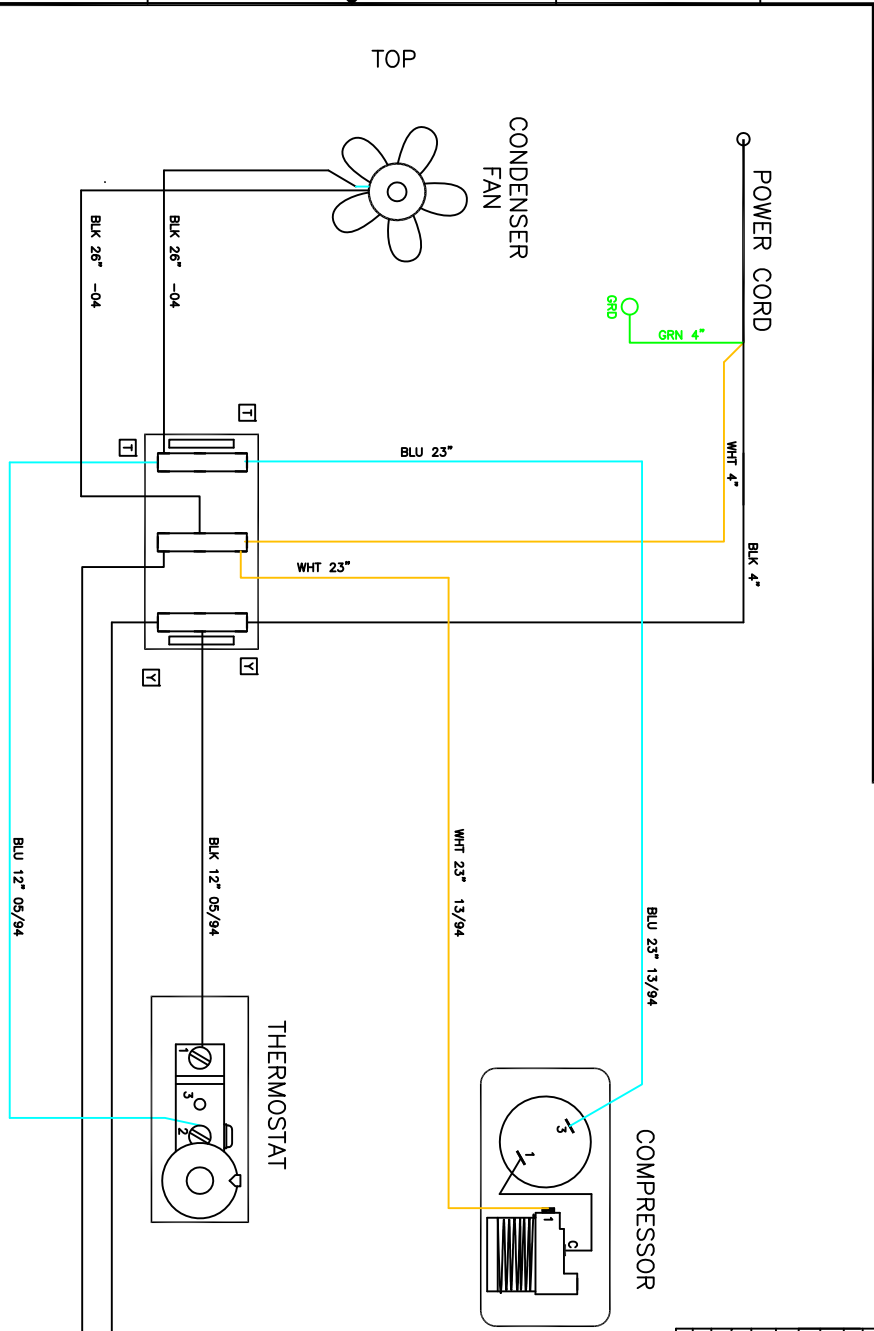 TOP
CONDENSER
FAN
POWER CORD
GRD
GRN 4"
BLK 26" -04
BLK 26" -04
T
T
BLU 23"
WHT 4"
BLK 4"
WHT 23"
Y
Y
BLU 12" 05/94
BLK 12" 05/94
WHT 23" 13/94
BLU 23" 13/94
THERMOSTAT
1
3
2
COMPRESSOR
3
1
1
C